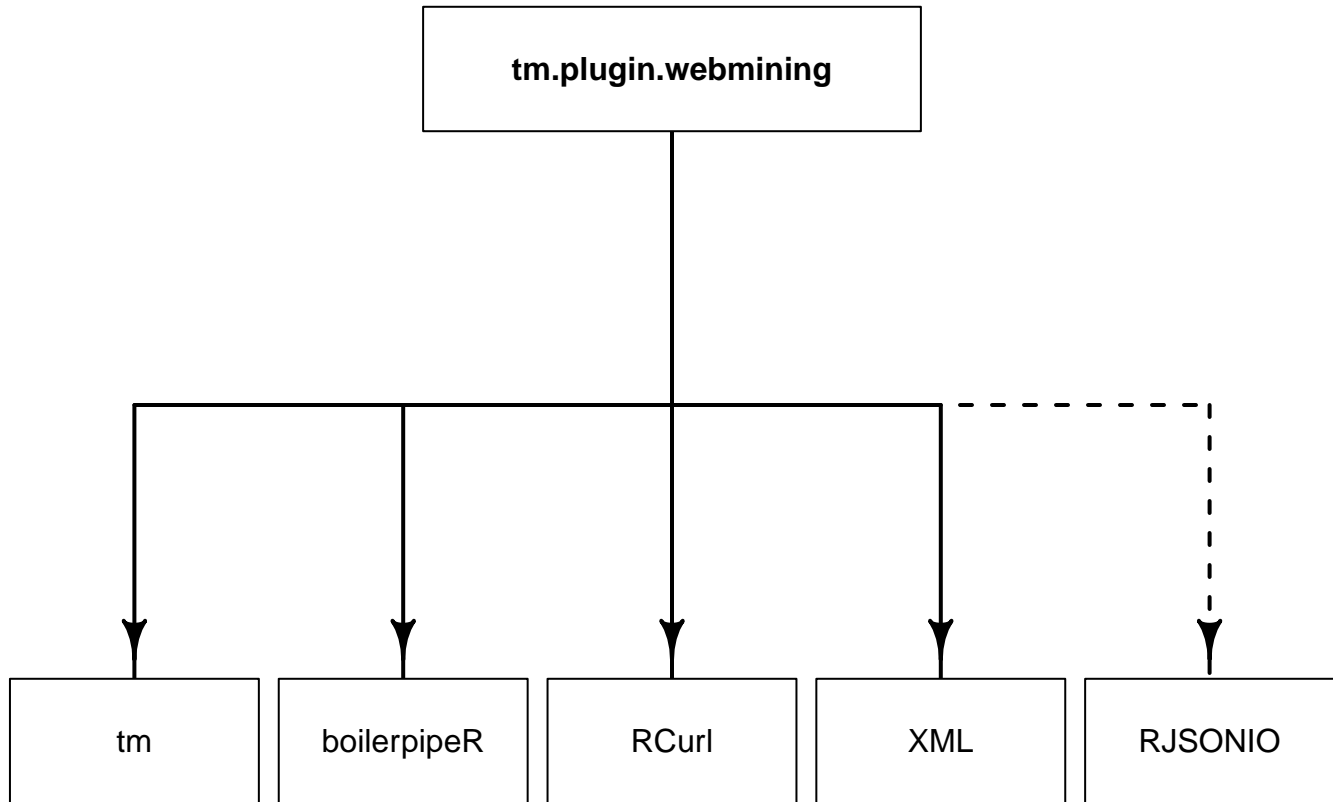 tm.plugin.webmining
tm
boilerpipeR
RCurl
XML
RJSONIO